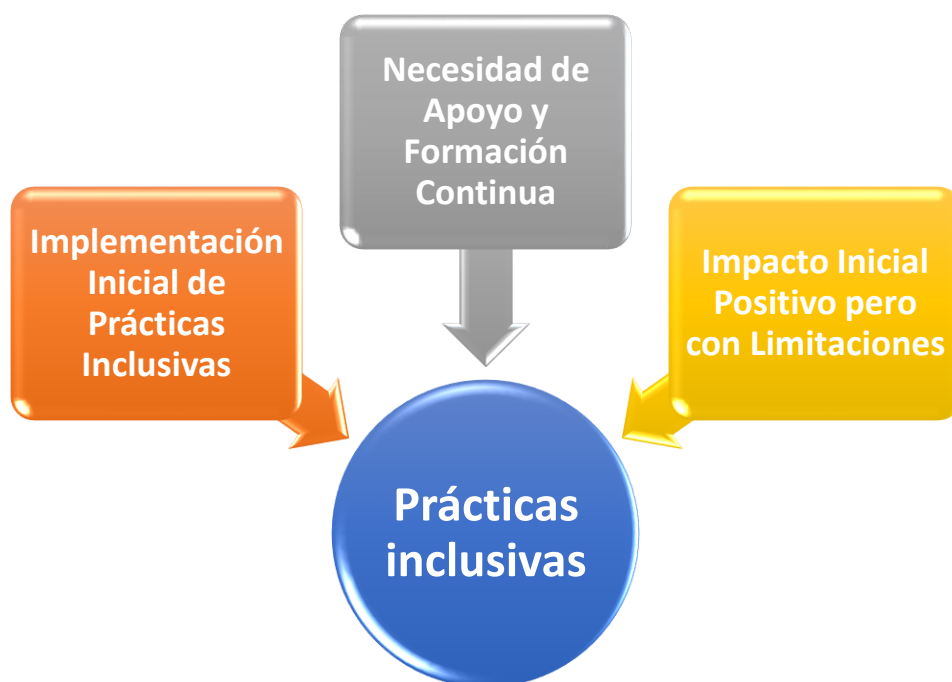 Necesidad de
Apoyo y
Formación
Continua
Implementación
Inicial de
Prácticas
Inclusivas
Impacto Inicial
Positivo pero
con Limitaciones
Prácticas
inclusivas